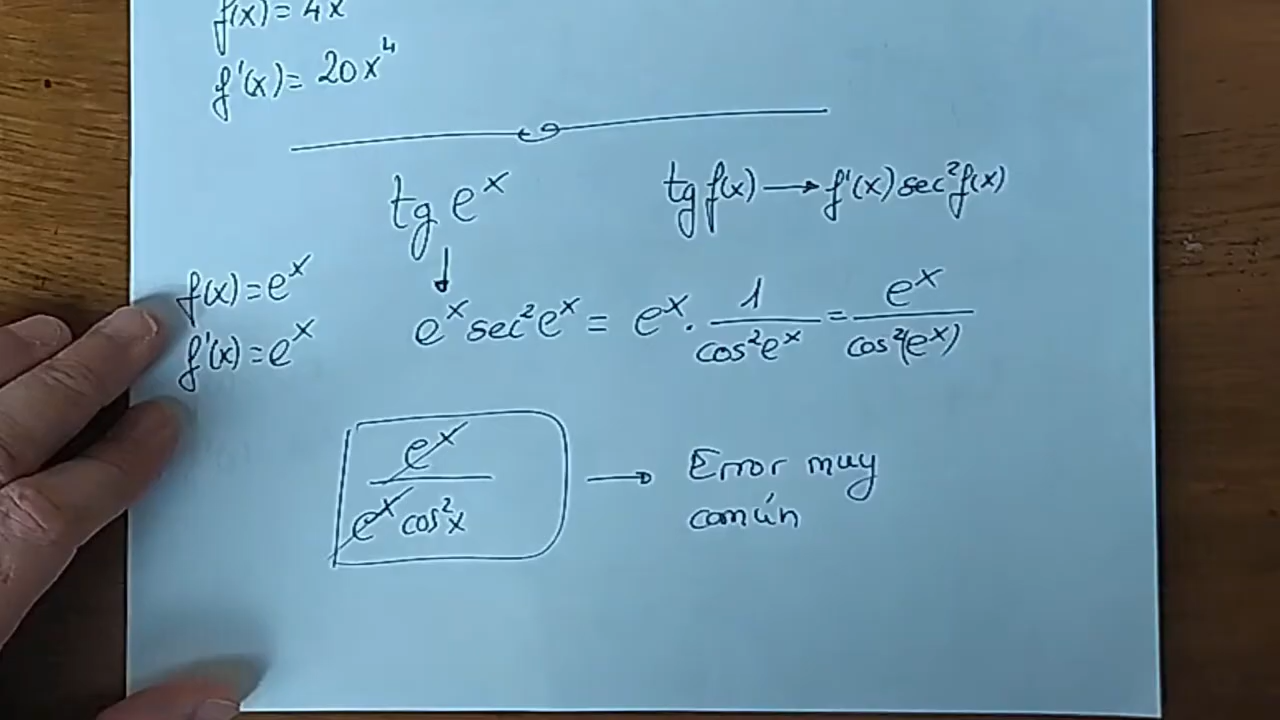 f(x) = 4x
f'(x) = 20x⁴
tg eˣ
tg f(x) → f'(x) sec² f(x)
f(x) = eˣ
f'(x) = eˣ
eˣ sec² eˣ = eˣ · 1/cos² eˣ = eˣ/cos²(eˣ)
eˣ/eˣ cos² x → Error muy
común